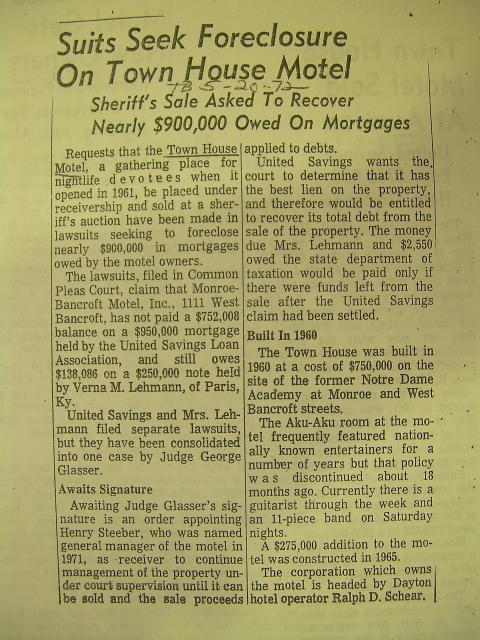 Suits Seek Foreclosure
On Town House Motel
TB 5-20-72
Sheriff's Sale Asked To Recover
Nearly $900,000 Owed On Mortgages
Requests that the Town House
Motel, a gathering place for
nightlife devotees when it
opened in 1961, be placed under
receivership and sold at a sher-
iff's auction have been made in
lawsuits seeking to foreclose
nearly $900,000 in mortgages
owed by the motel owners.
The lawsuits, filed in Common
Pleas Court, claim that Monroe-
Bancroft Motel, Inc., 1111 West
Bancroft, has not paid a $752,008
balance on a $950,000 mortgage
held by the United Savings Loan
Association, and still owes
$138,086 on a $250,000 note held
by Verna M. Lehmann, of Paris,
Ky.
United Savings and Mrs. Leh-
mann filed separate lawsuits,
but they have been consolidated
into one case by Judge George
Glasser.
Awaits Signature
Awaiting Judge Glasser's sig-
nature is an order appointing
Henry Steeber, who was named
general manager of the motel in
1971, as receiver to continue
management of the property un-
der court supervision until it can
be sold and the sale proceeds
applied to debts.
United Savings wants the
court to determine that it has
the best lien on the property,
and therefore would be entitled
to recover its total debt from the
sale of the property. The money
due Mrs. Lehmann and $2,550
owed the state department of
taxation would be paid only if
there were funds left from the
sale after the United Savings
claim had been settled.
Built In 1960
The Town House was built in
1960 at a cost of $750,000 on the
site of the former Notre Dame
Academy at Monroe and West
Bancroft streets.
The Aku-Aku room at the mo-
tel frequently featured nation-
ally known entertainers for a
number of years but that policy
was discontinued about 18
months ago. Currently there is a
guitarist through the week and
an 11-piece band on Saturday
nights.
A $275,000 addition to the mo-
tel was constructed in 1965.
The corporation which owns
the motel is headed by Dayton
hotel operator Ralph D. Schear.